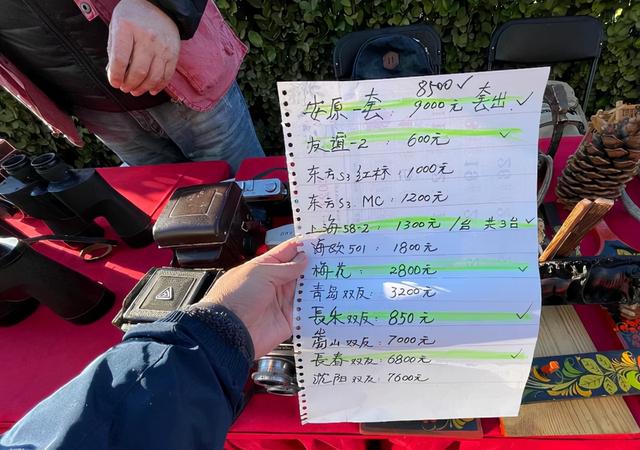 8500✓
安原一套: 9000元 套出.✓
友谊-2: 600元 ✓
东方S3 红标: 1000元
东方S3 MC: 1200元
上海58-2: 1300元/台 共3台✓
海欧501: 1800元
梅花: 2800元 ✓
青岛双反: 3200元
長乐双反: 850元 ✓
嵩山双反: 7000元
長春双反: 6800元 ✓
沈阳双反: 7600元